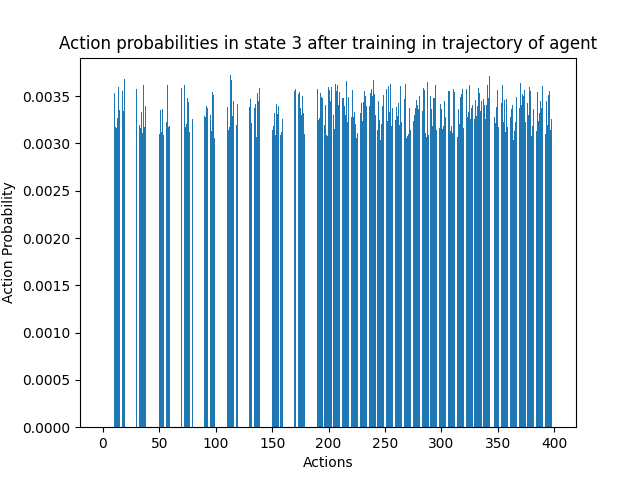 Action probabilities in state 3 after training in trajectory of agent
0.0035
0.0030
0.0025
0.0020
0.0015
0.0010
0.0005
0.0000
Action Probability
0 50 100 150 200 250 300 350 400
Actions